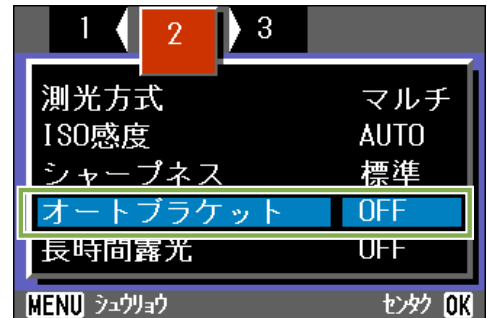 1 2 3
測光方式 マルチ
ISO感度 AUTO
シャープネス 標準
オートブラケット OFF
長時間露光 OFF
MENU シュウリョウ センタク OK